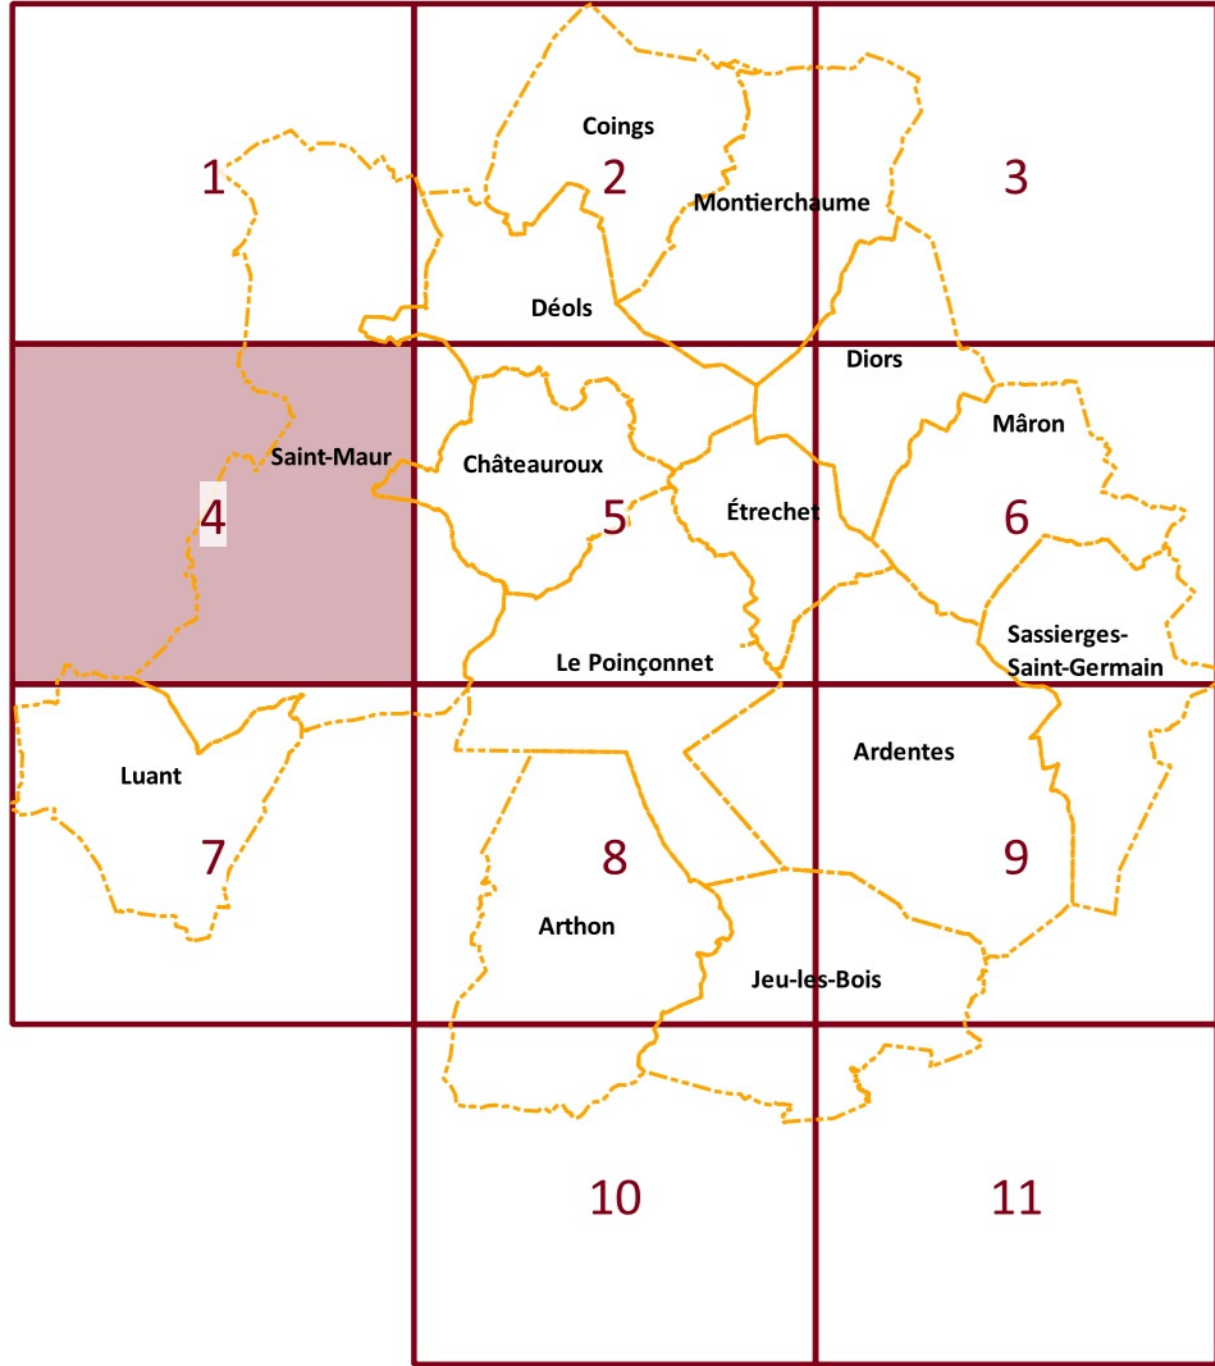 Coings
1
2
3
Montierchaume
Déols
Diors
Mâron
Saint-Maur
Châteauroux
Étrechet
4
5
6
Sassierges-
Saint-Germain
Le Poinçonnet
Ardentes
Luant
7
8
9
Arthon
Jeu-les-Bois
10
11